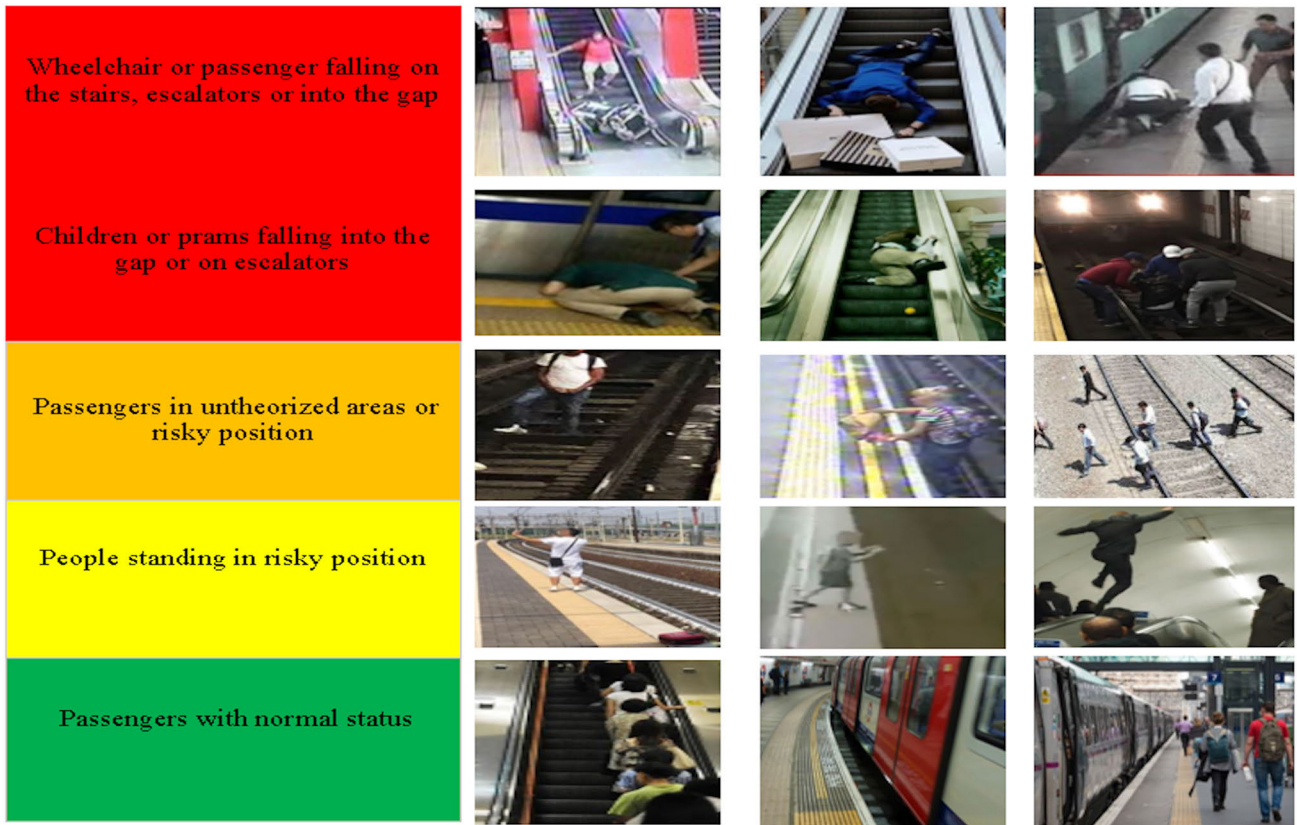 Wheelchair or passenger falling on
the stairs, escalators or into the gap
Children or prams falling into the
gap or on escalators
Passengers in untheorized areas or
risky position
People standing in risky position
Passengers with normal status
7